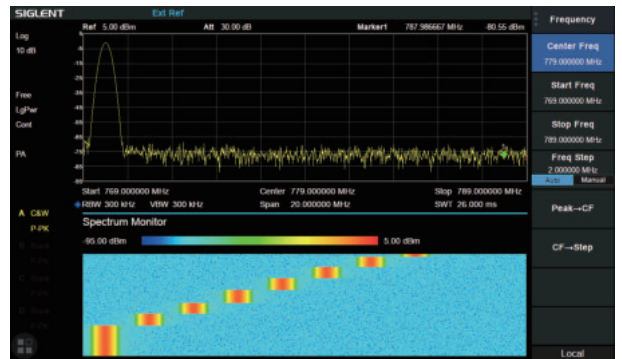 SIGLENT Ext Ref
Frequency
Ref 5.00 dBm Att 30.00 dB Marker1 787.986667 MHz -80.55 dBm
Log
10 dB
Free
LgPwr
Cont
PA
Center Freq
779.000000 MHz
Start Freq
769.000000 MHz
Stop Freq
789.000000 MHz
Freq Step
2.000000 MHz
Auto Manual
Peak→CF
CF→Step
Start 769.000000 MHz Center 779.000000 MHz Stop 789.000000 MHz
RBW 300 kHz VBW 300 kHz Span 20.000000 MHz SWT 26.000 ms
A C&W
P-PK
Spectrum Monitor
-95.00 dBm 5.00 dBm
B
C
D
Local